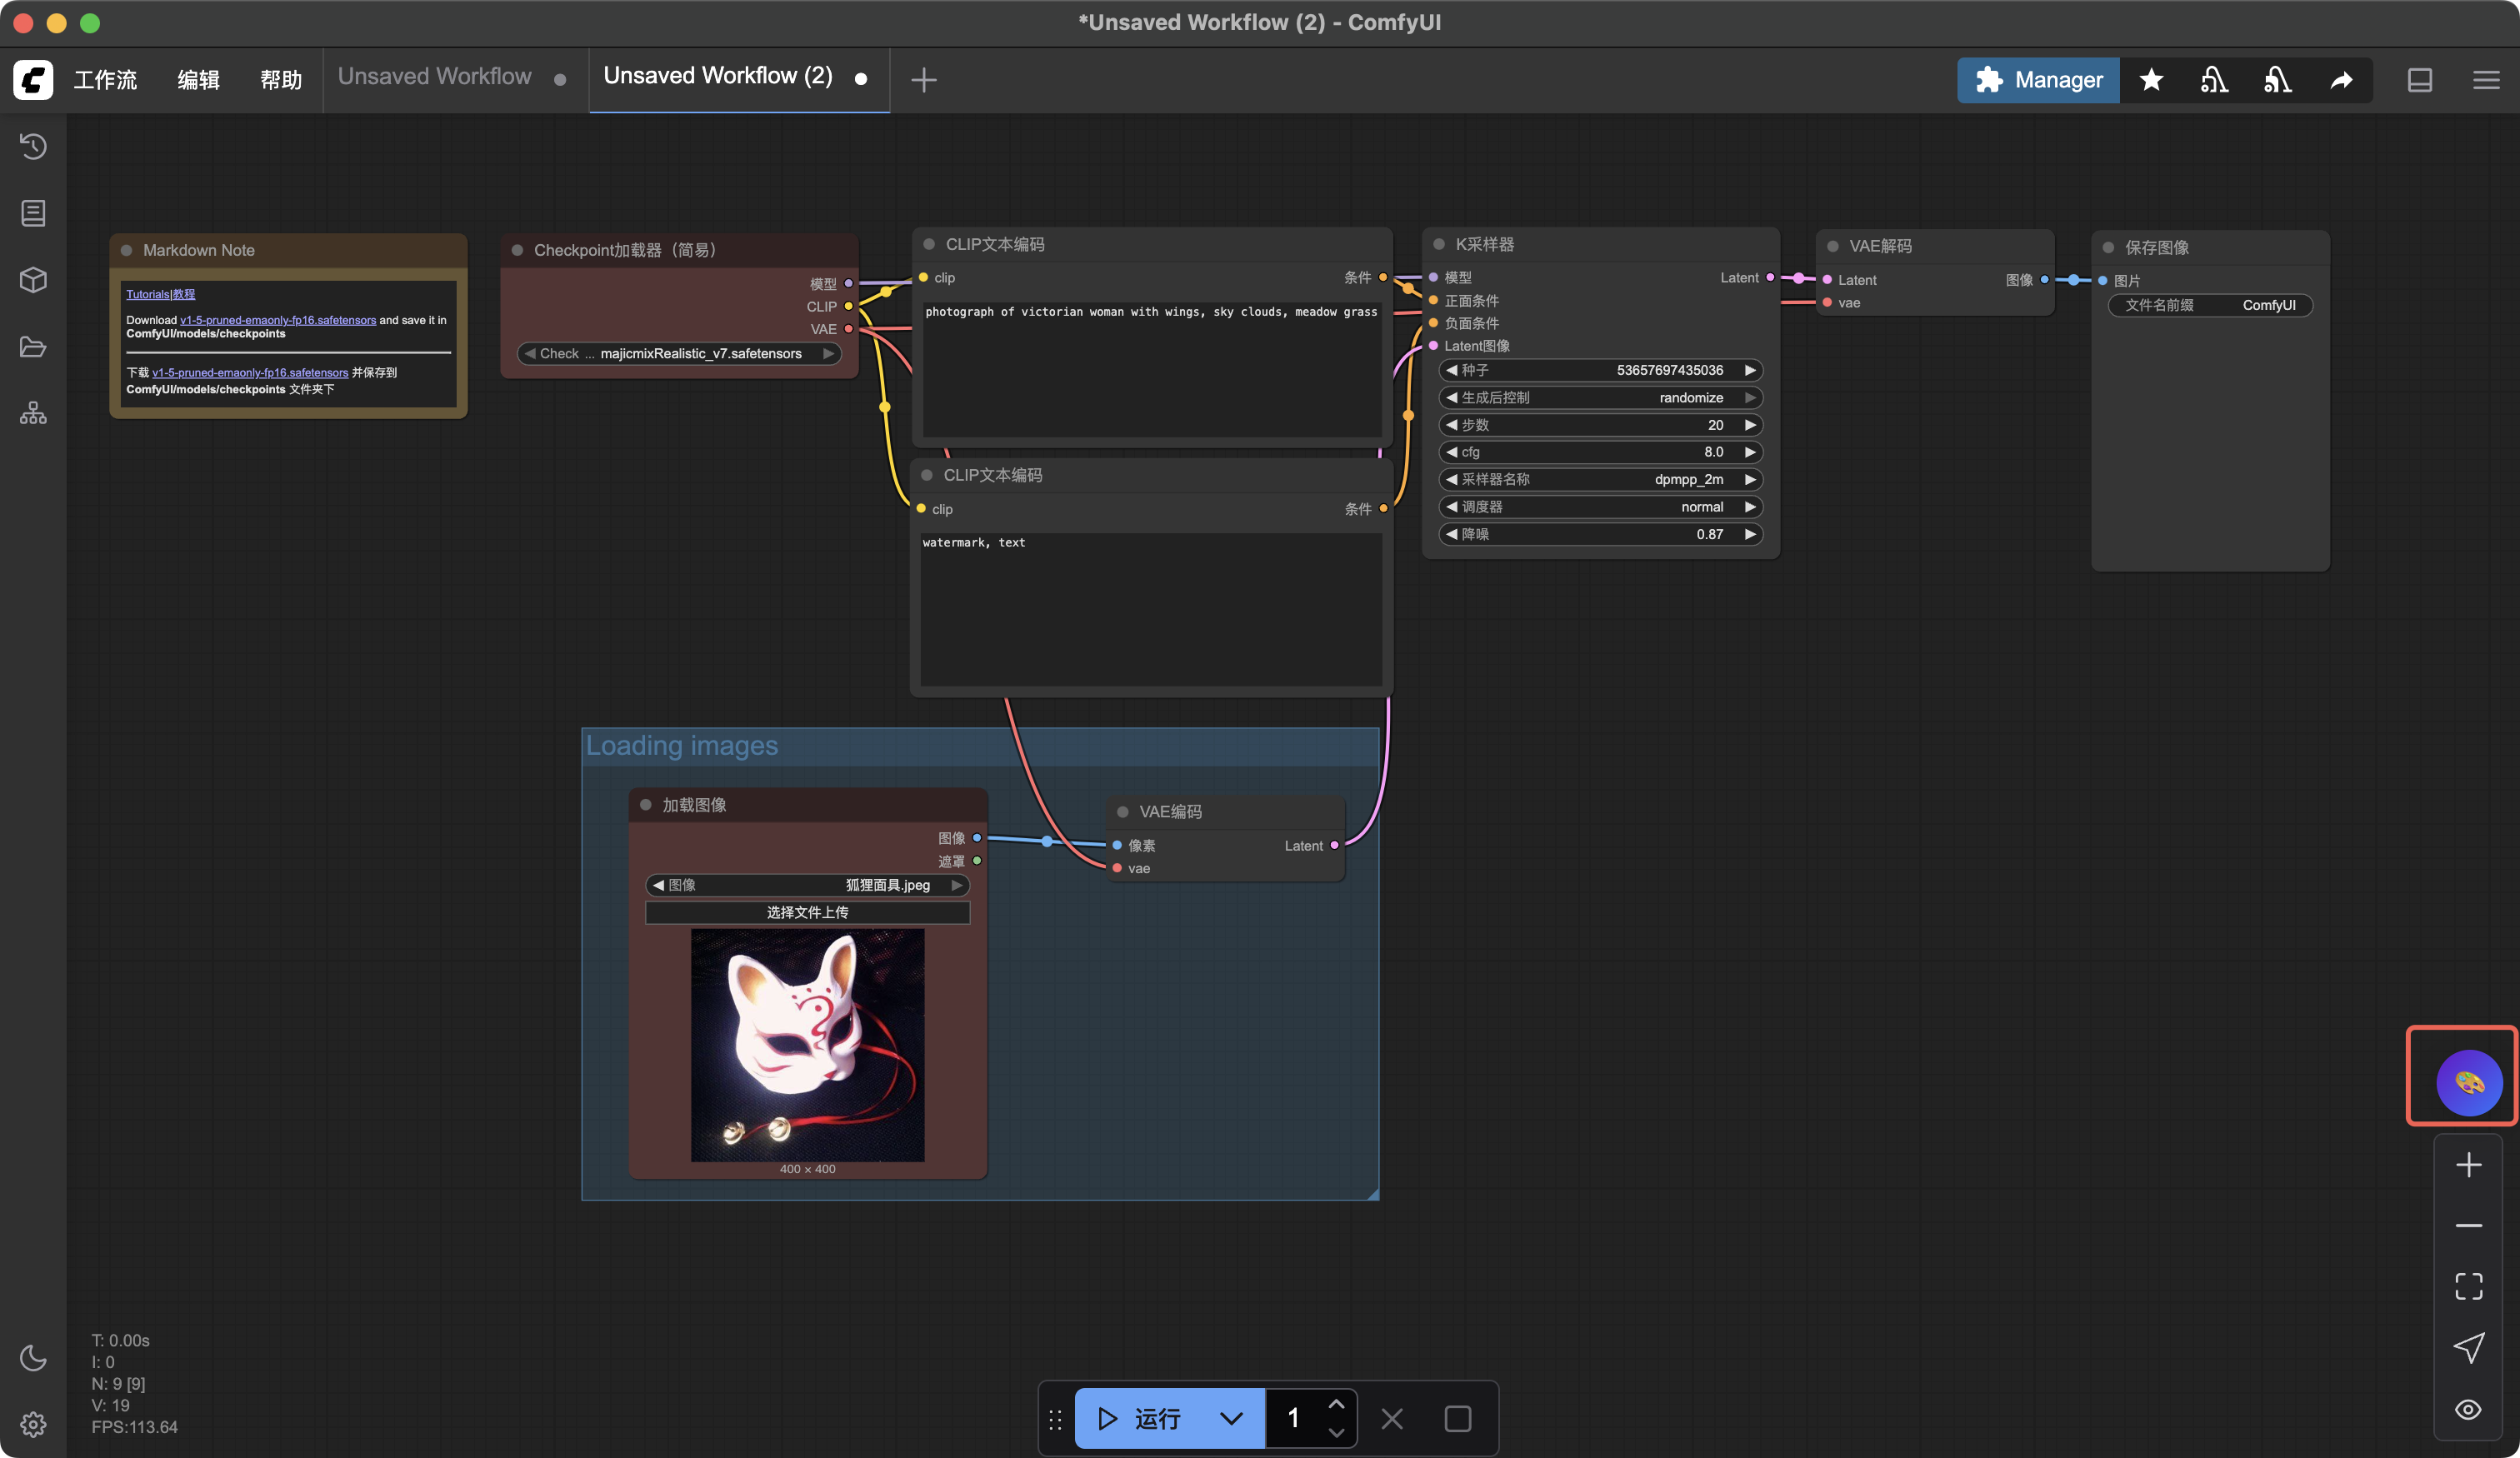 *Unsaved Workflow (2) - ComfyUI
工作流 编辑 帮助 Unsaved Workflow Unsaved Workflow (2) Manager
Markdown Note
Tutorials|教程
Download v1-5-pruned-emaonly-fp16.safetensors and save it in
ComfyUI/models/checkpoints
下载 v1-5-pruned-emaonly-fp16.safetensors 并保存到
ComfyUI/models/checkpoints 文件夹下
Checkpoint加载器（简易）
模型
CLIP
VAE
Check ... majicmixRealistic_v7.safetensors
CLIP文本编码
clip 条件
photograph of victorian woman with wings, sky clouds, meadow grass
CLIP文本编码
clip 条件
watermark, text
K采样器
模型 Latent
正面条件
负面条件
Latent图像
种子 53657697435036
生成后控制 randomize
步数 20
cfg 8.0
采样器名称 dpmpp_2m
调度器 normal
降噪 0.87
VAE解码
Latent 图像
vae
保存图像
图片
文件名前缀 ComfyUI
Loading images
加载图像
图像
遮罩
图像 狐狸面具.jpeg
选择文件上传
400 × 400
VAE编码
像素 Latent
vae
T: 0.00s
I: 0
N: 9 [9]
V: 19
FPS:113.64
运行 1